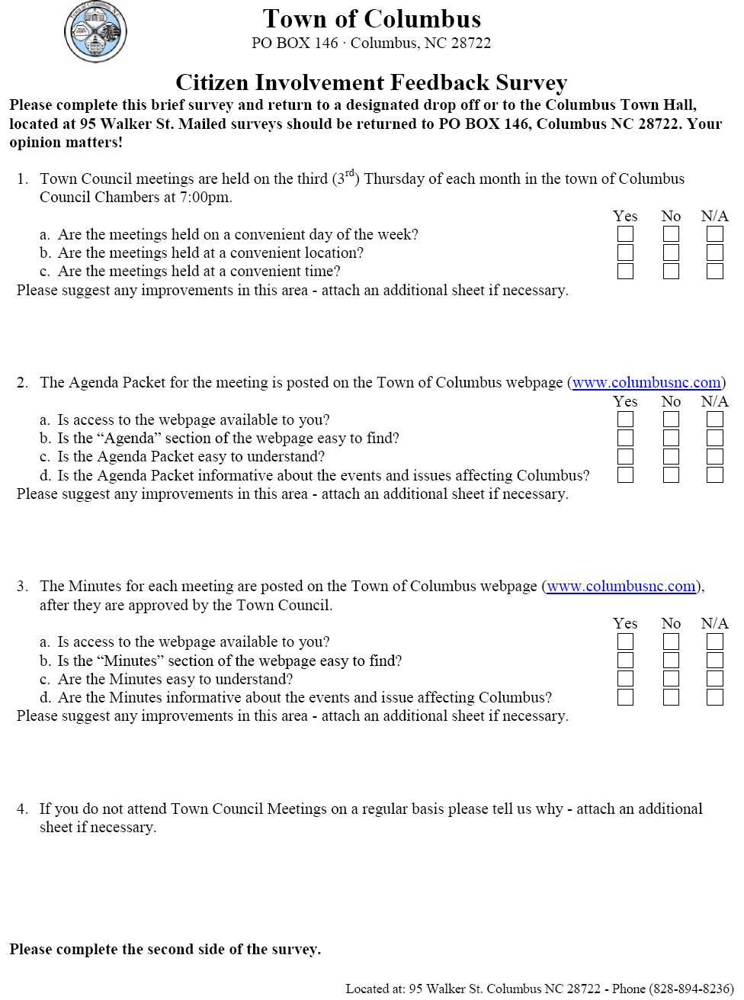 Town of Columbus
PO BOX 146 · Columbus, NC 28722
Citizen Involvement Feedback Survey
Please complete this brief survey and return to a designated drop off or to the Columbus Town Hall,
located at 95 Walker St. Mailed surveys should be returned to PO BOX 146, Columbus NC 28722. Your
opinion matters!
1. Town Council meetings are held on the third (3rd) Thursday of each month in the town of Columbus
Council Chambers at 7:00pm.
Yes No N/A
a. Are the meetings held on a convenient day of the week?
b. Are the meetings held at a convenient location?
c. Are the meetings held at a convenient time?
Please suggest any improvements in this area - attach an additional sheet if necessary.
2. The Agenda Packet for the meeting is posted on the Town of Columbus webpage (www.columbusnc.com)
Yes No N/A
a. Is access to the webpage available to you?
b. Is the “Agenda” section of the webpage easy to find?
c. Is the Agenda Packet easy to understand?
d. Is the Agenda Packet informative about the events and issues affecting Columbus?
Please suggest any improvements in this area - attach an additional sheet if necessary.
3. The Minutes for each meeting are posted on the Town of Columbus webpage (www.columbusnc.com),
after they are approved by the Town Council.
Yes No N/A
a. Is access to the webpage available to you?
b. Is the “Minutes” section of the webpage easy to find?
c. Are the Minutes easy to understand?
d. Are the Minutes informative about the events and issue affecting Columbus?
Please suggest any improvements in this area - attach an additional sheet if necessary.
4. If you do not attend Town Council Meetings on a regular basis please tell us why - attach an additional
sheet if necessary.
Please complete the second side of the survey.
Located at: 95 Walker St. Columbus NC 28722 - Phone (828-894-8236)